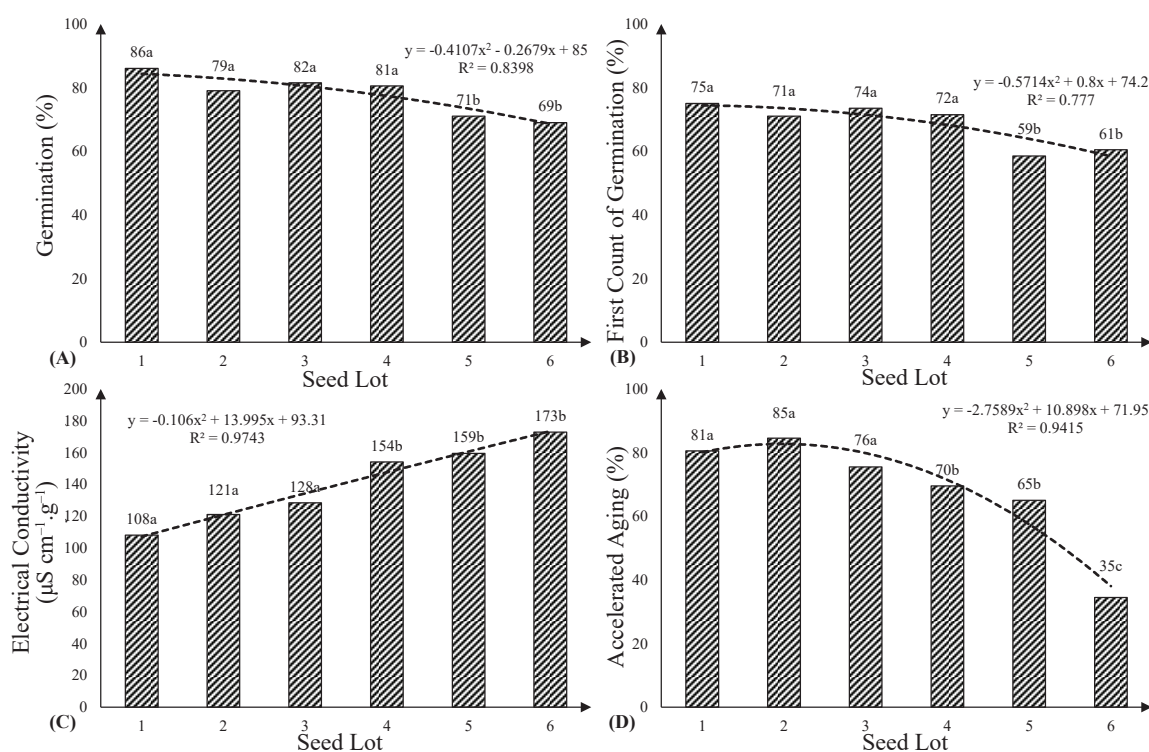 100
80
60
40
20
0
Germination (%)
86a
79a
82a
81a
71b
69b
y = -0.4107x² - 0.2679x + 85
R² = 0.8398
1 2 3 4 5 6
Seed Lot
(A)
100
80
60
40
20
0
First Count of Germination (%)
75a
71a
74a
72a
59b
61b
y = -0.5714x² + 0.8x + 74.2
R² = 0.777
1 2 3 4 5 6
Seed Lot
(B)
200
180
160
140
120
100
80
60
40
20
0
Electrical Conductivity
(µS cm⁻¹.g⁻¹)
y = -0.106x² + 13.995x + 93.31
R² = 0.9743
108a
121a
128a
154b
159b
173b
1 2 3 4 5 6
Seed Lot
(C)
100
80
60
40
20
0
Accelerated Aging (%)
81a
85a
76a
70b
65b
35c
y = -2.7589x² + 10.898x + 71.95
R² = 0.9415
1 2 3 4 5 6
Seed Lot
(D)